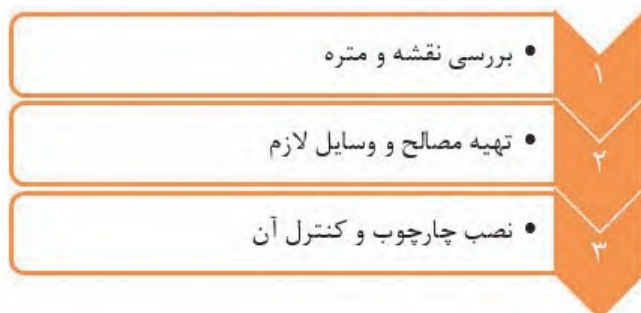 ۱
• بررسی نقشه و متره
۲
• تهیه مصالح و وسایل لازم
۳
• نصب چارچوب و کنترل آن